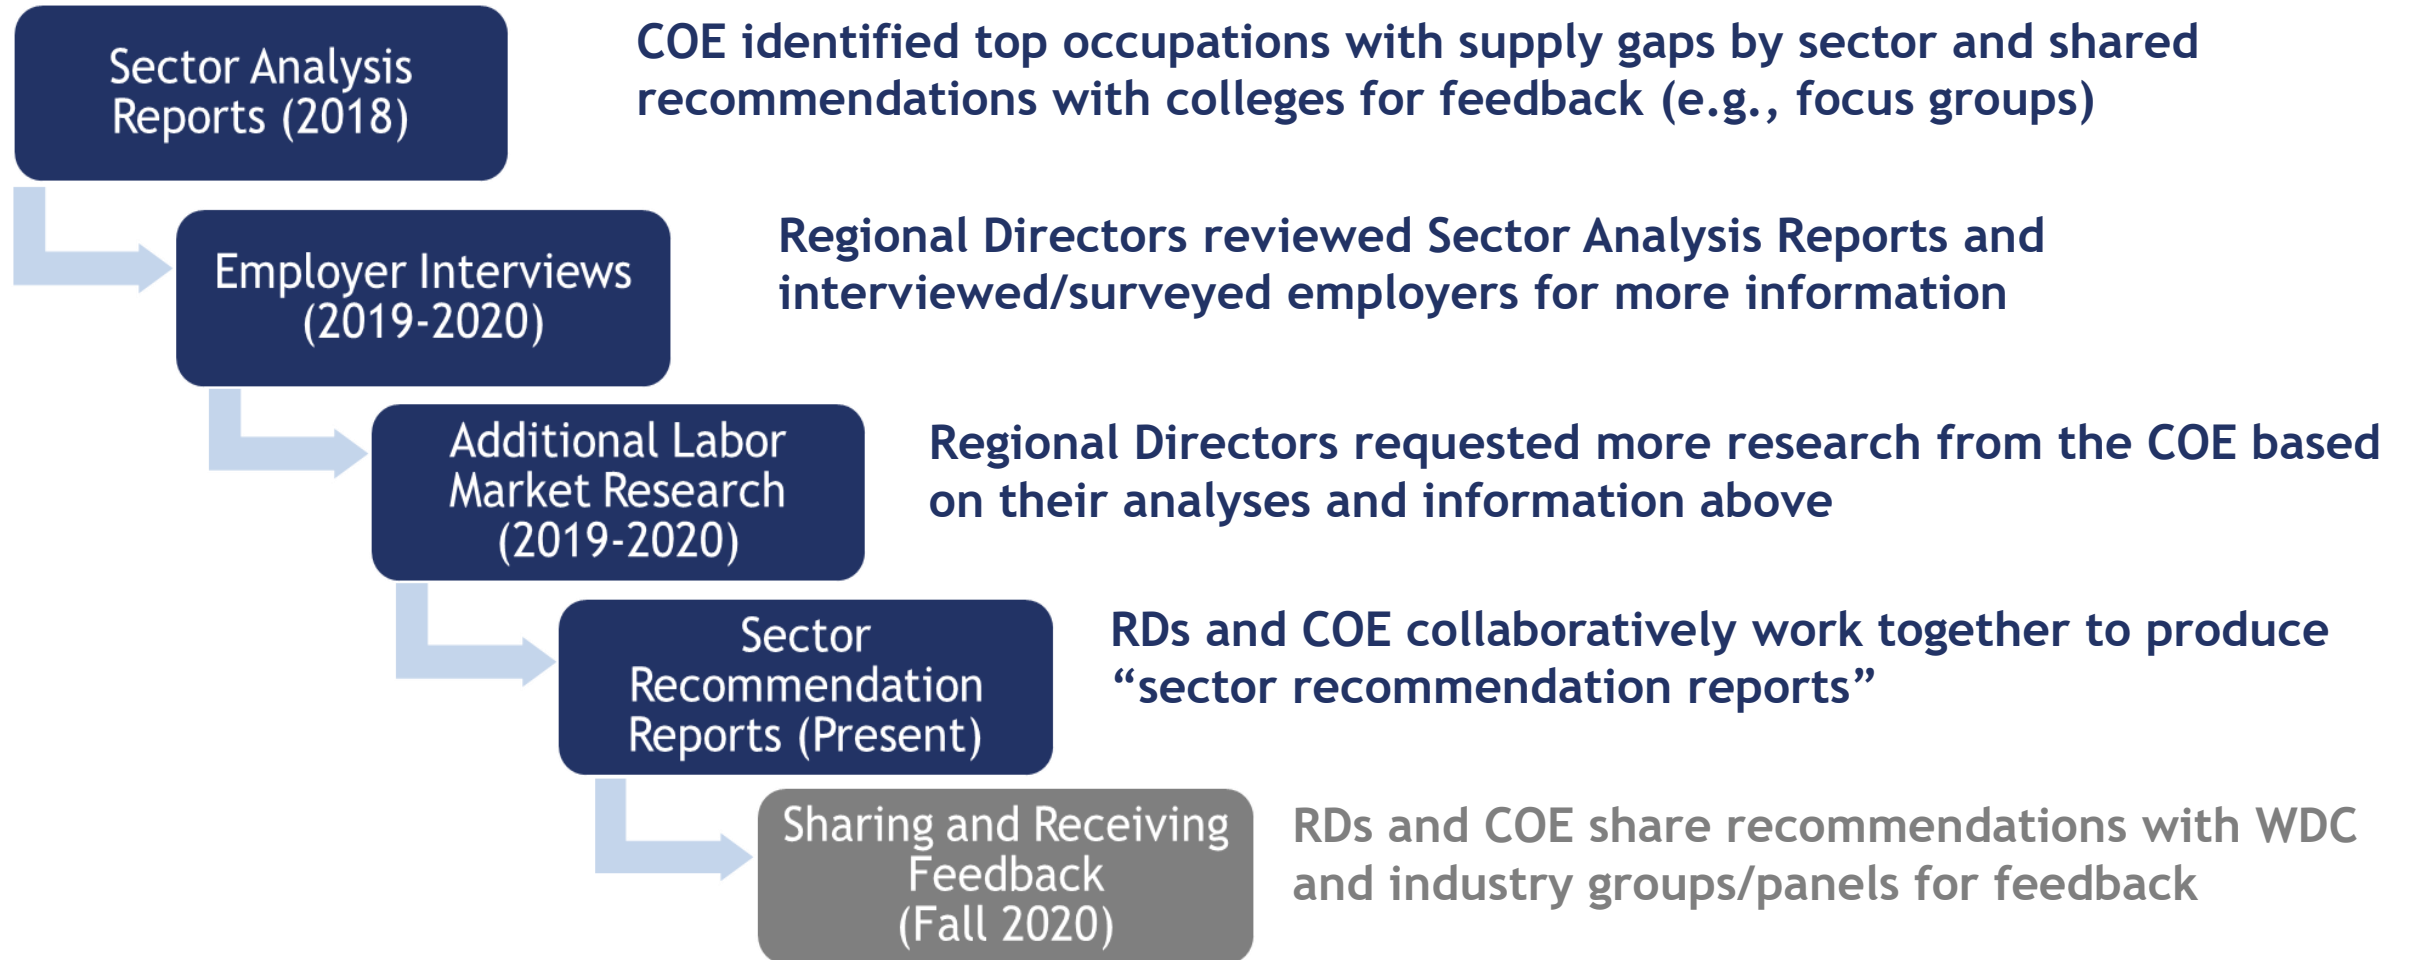 Sector Analysis
Reports (2018)
COE identified top occupations with supply gaps by sector and shared
recommendations with colleges for feedback (e.g., focus groups)
Employer Interviews
(2019-2020)
Regional Directors reviewed Sector Analysis Reports and
interviewed/surveyed employers for more information
Additional Labor
Market Research
(2019-2020)
Regional Directors requested more research from the COE based
on their analyses and information above
Sector
Recommendation
Reports (Present)
RDs and COE collaboratively work together to produce
“sector recommendation reports”
Sharing and Receiving
Feedback
(Fall 2020)
RDs and COE share recommendations with WDC
and industry groups/panels for feedback